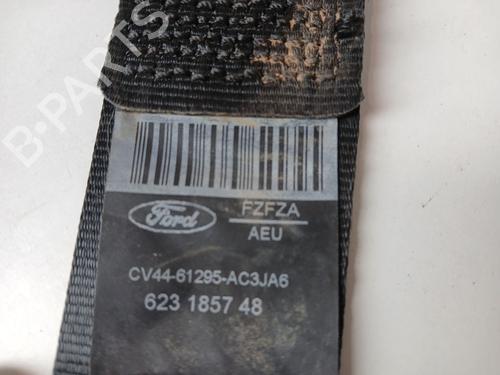 B-PARTS
Ford
FZFZA
AEU
CV44-61295-AC3JA6
623 1857 48